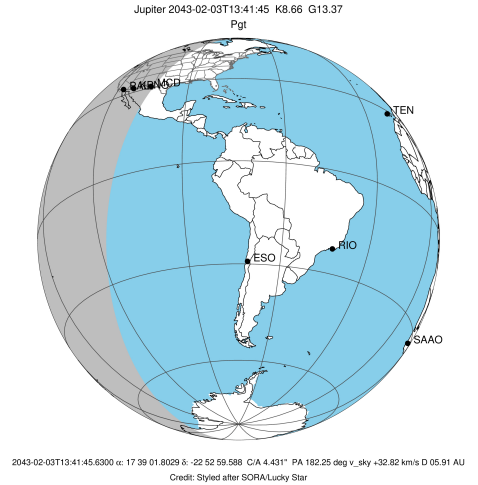 Jupiter 2043-02-03T13:41:45 K8.66 G13.37
Pgt
MCD
TEN
ESO
RIO
SAAO
2043-02-03T13:41:45.6300 α: 17 39 01.8029 δ: -22 52 59.588 C/A 4.431" PA 182.25 deg v_sky +32.82 km/s D 05.91 AU
Credit: Styled after SORA/Lucky Star